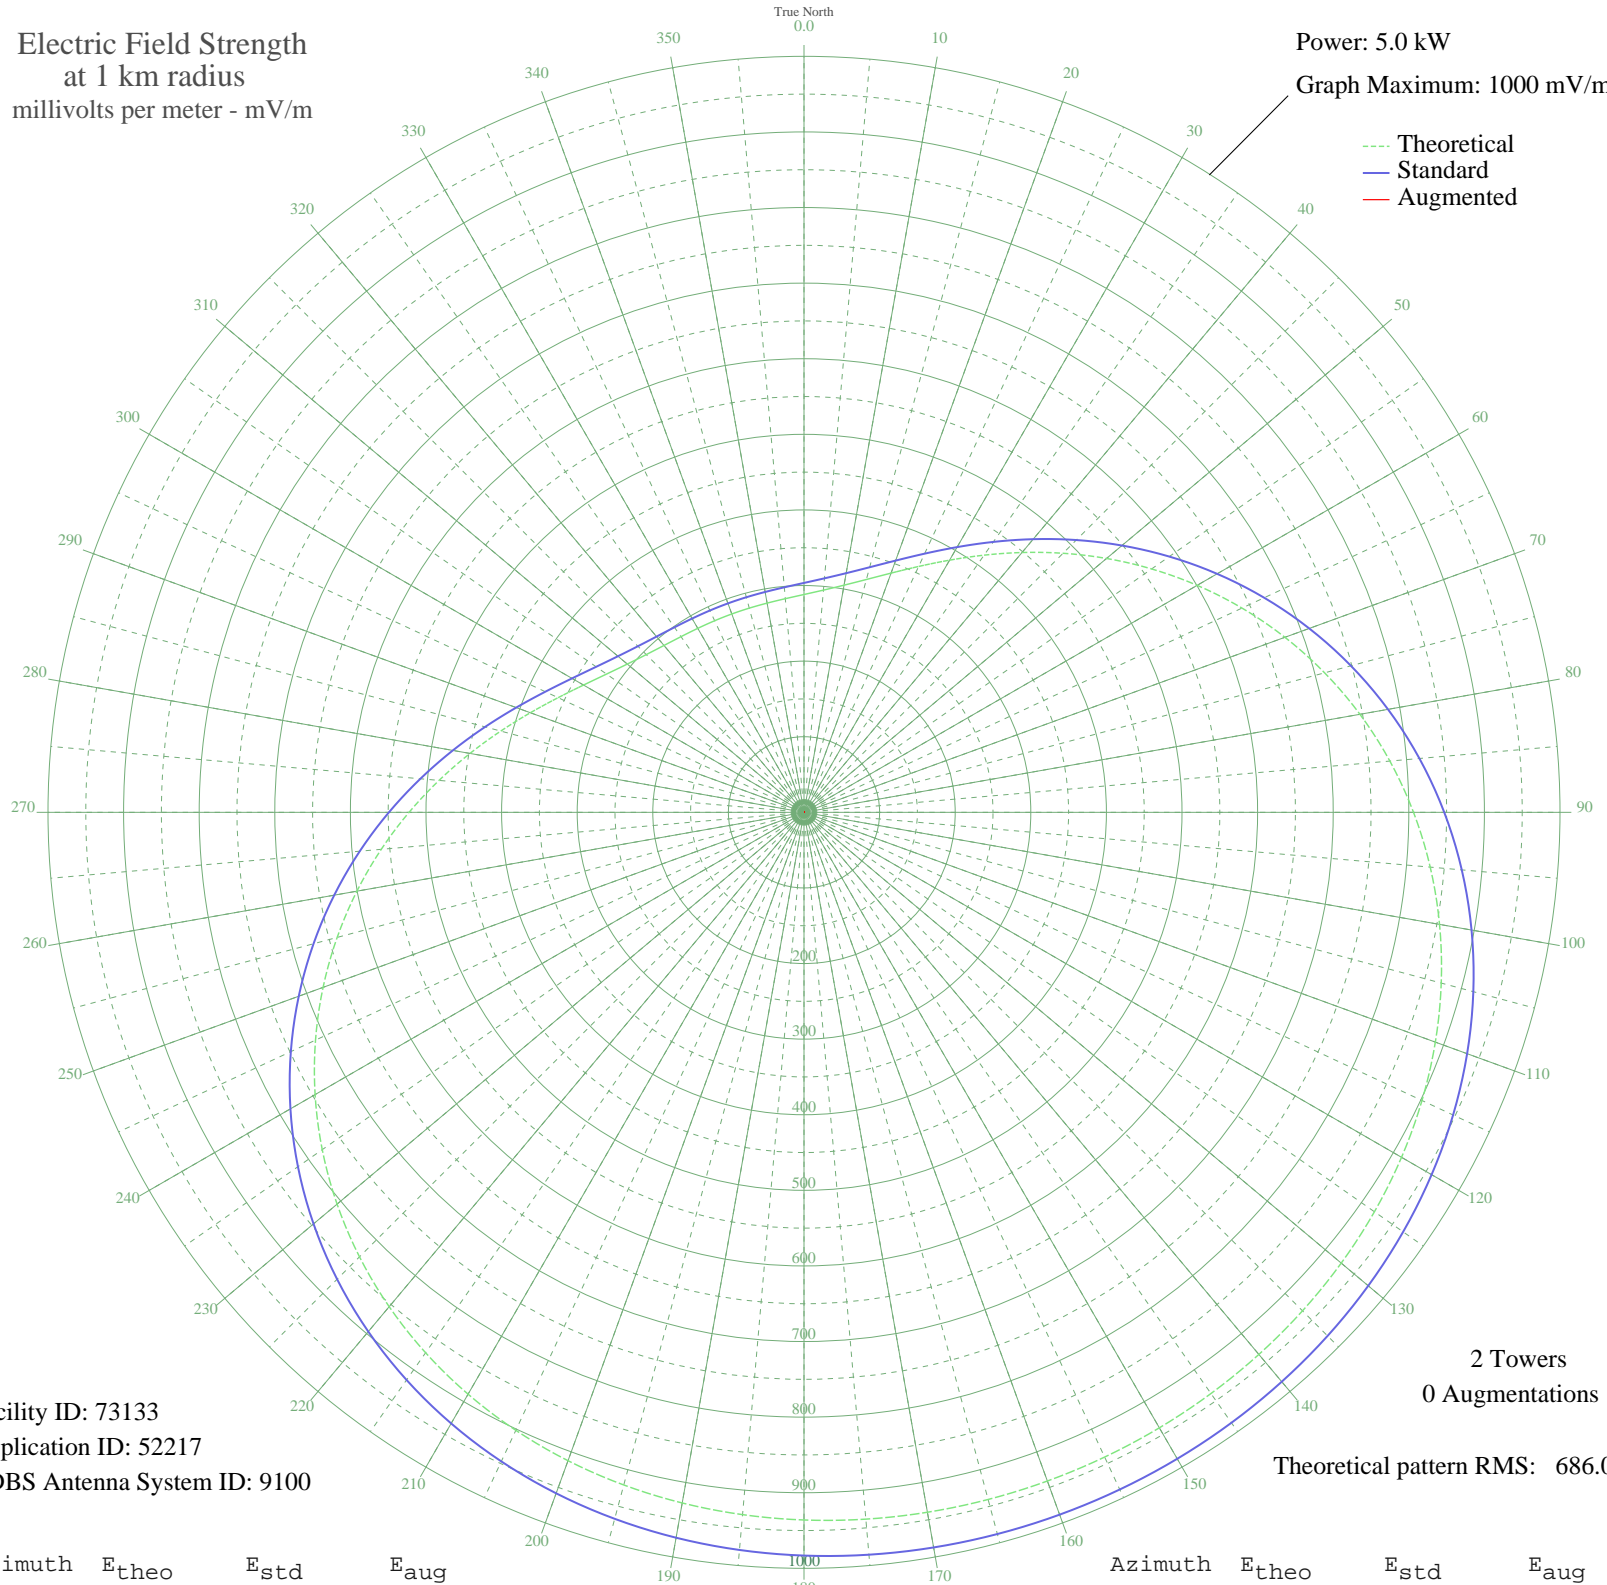 True North
0.0
Electric Field Strength
at 1 km radius
millivolts per meter - mV/m
Power: 5.0 kW
Graph Maximum: 1000 mV/m
Theoretical
Standard
Augmented
10
20
30
40
50
60
70
80
90
100
110
120
130
140
150
160
170
190
200
210
220
230
240
250
260
270
280
290
300
310
320
330
340
350
200
300
400
500
600
700
800
900
1000
2 Towers
0 Augmentations
Theoretical pattern RMS: 686.0
cility ID: 73133
plication ID: 52217
DBS Antenna System ID: 9100
imuth Etheo Estd Eaug
Azimuth Etheo Estd Eaug